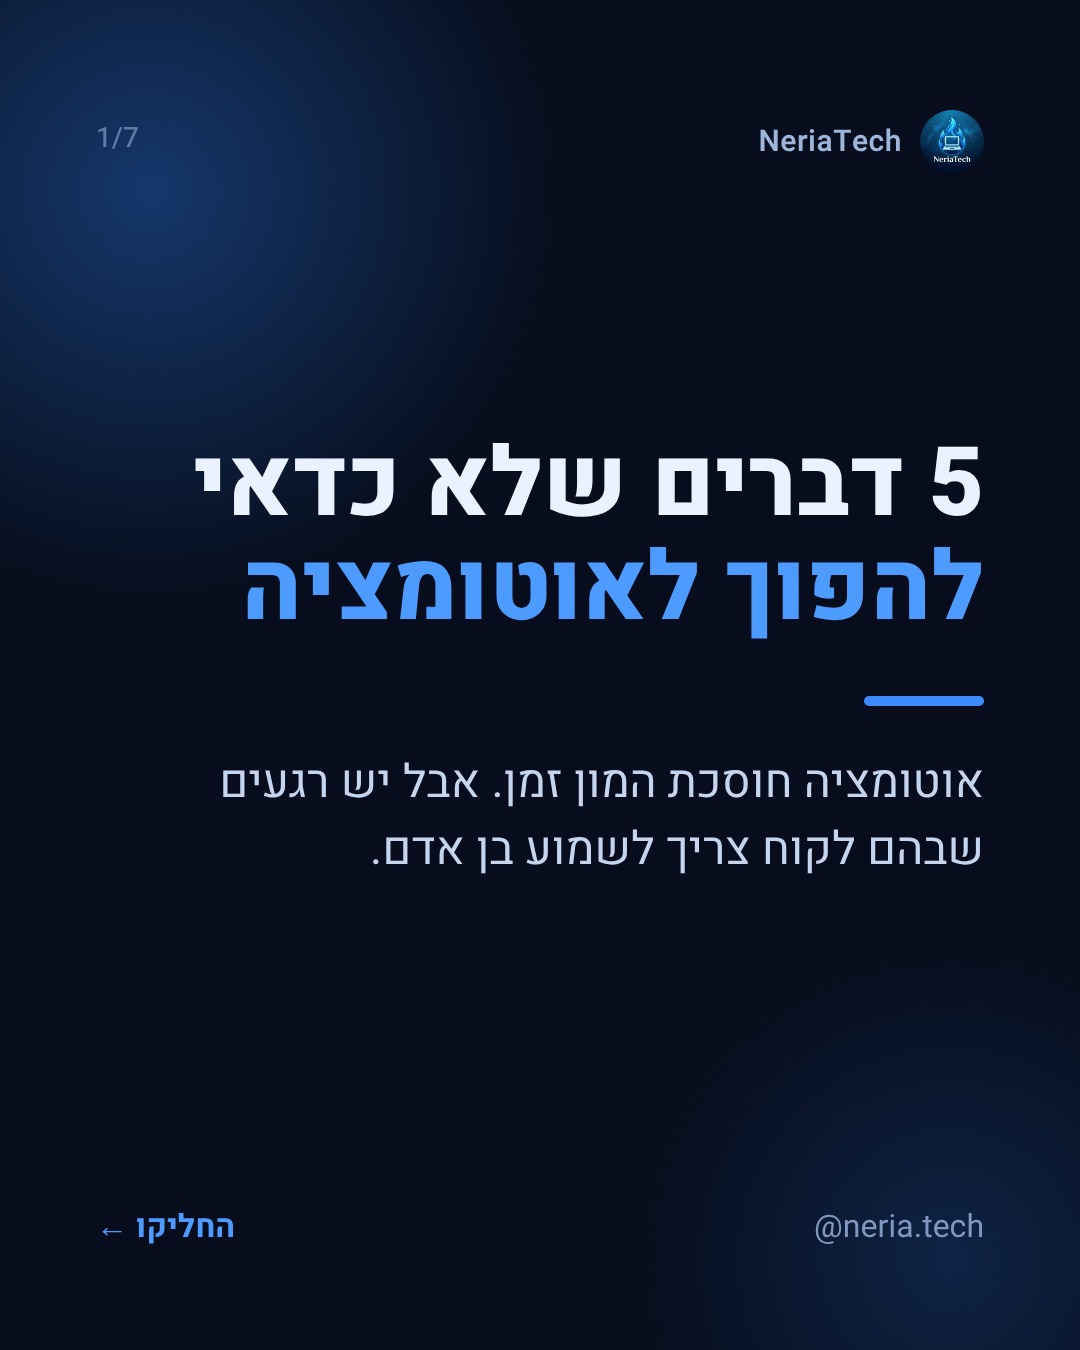 NeriaTech
NeriaTech
1/7
5 דברים שלא כדאי
להפוך לאוטומציה
אוטומציה חוסכת המון זמן. אבל יש רגעים
שבהם לקוח צריך לשמוע בן אדם.
@neria.tech
החליקו ←